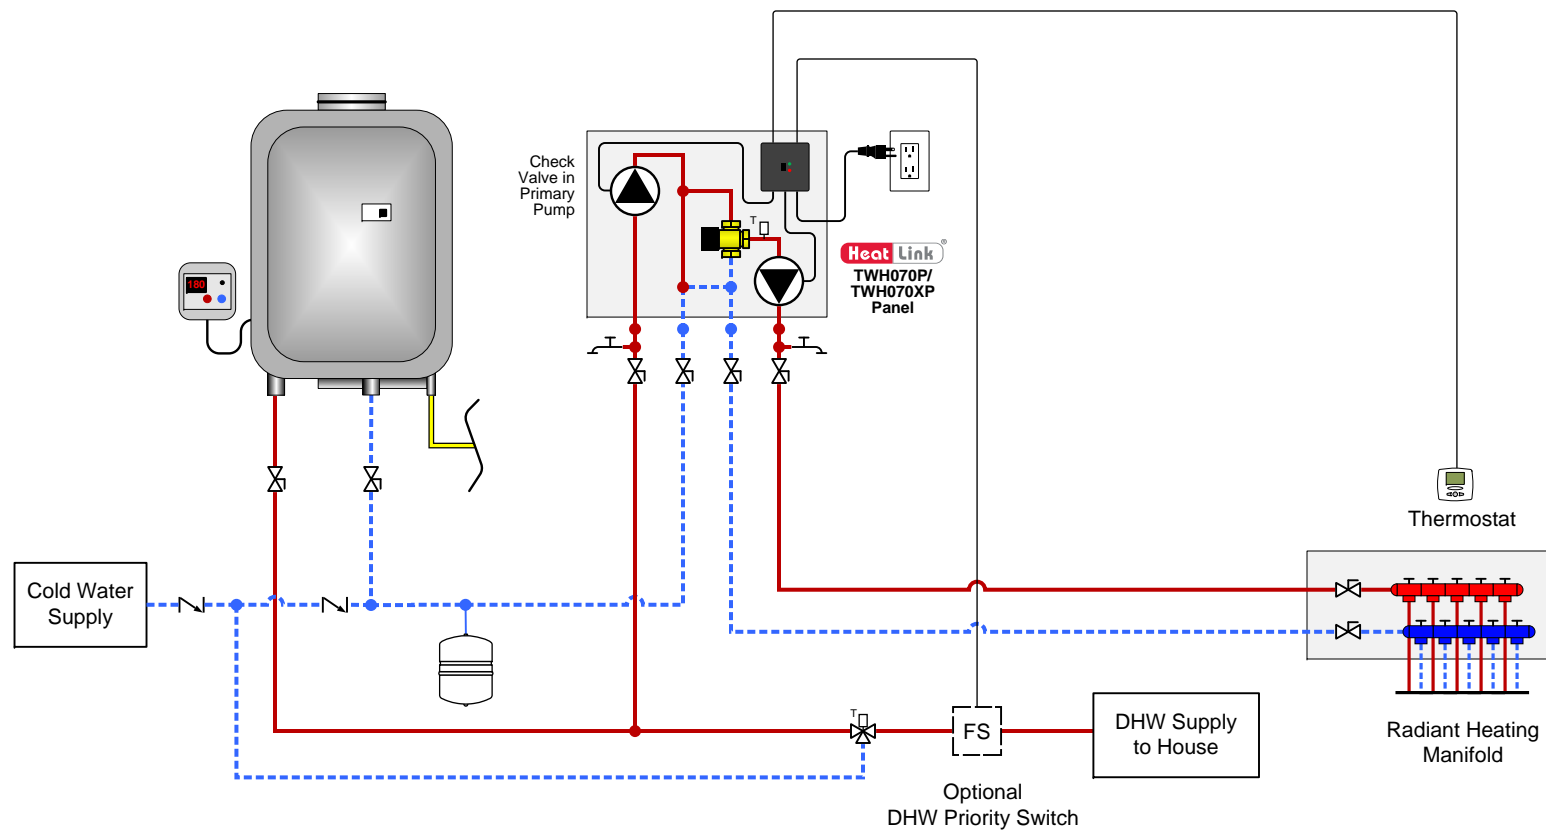 Check
Valve in
Primary
Pump
T
Heat Link®
TWH070P/
TWH070XP
Panel
180
Thermostat
Cold Water
Supply
T
FS
DHW Supply
to House
Radiant Heating
Manifold
Optional
DHW Priority Switch